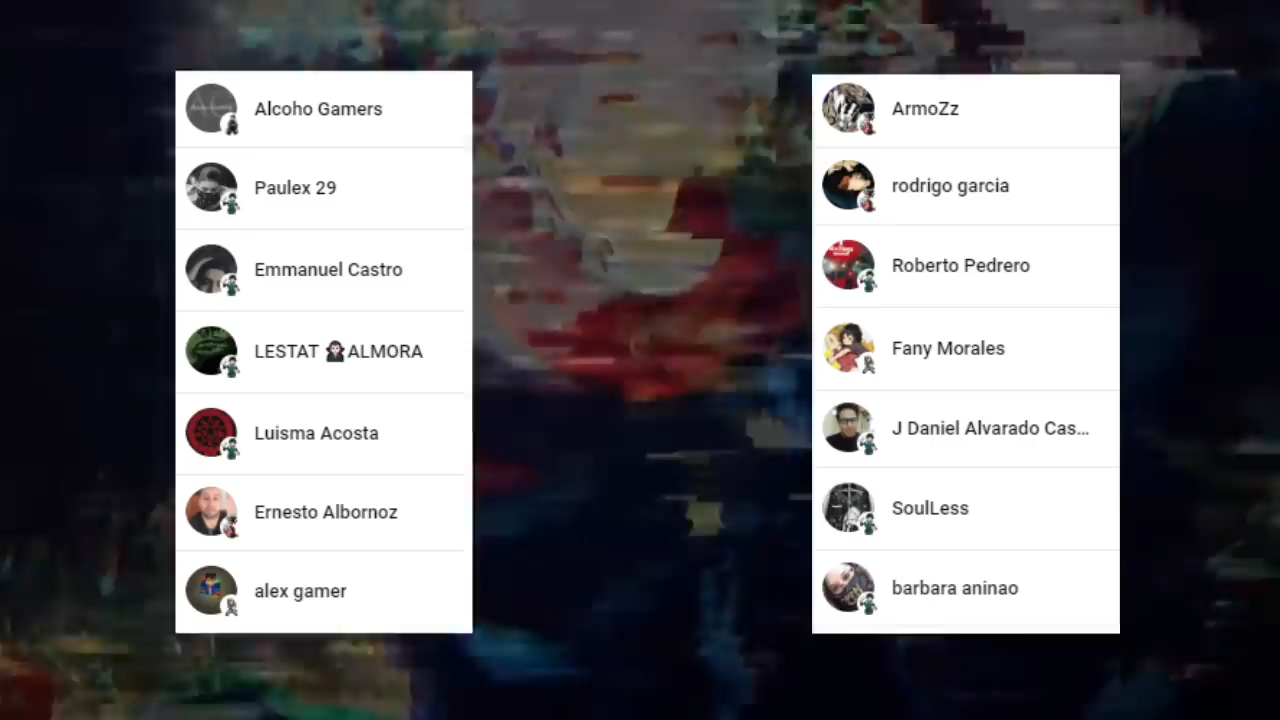 Alcoho Gamers
Paulex 29
Emmanuel Castro
LESTAT 🧛🏻ALMORA
Luisma Acosta
Ernesto Albornoz
alex gamer
ArmoZz
rodrigo garcia
Roberto Pedrero
Fany Morales
J Daniel Alvarado Cas...
SoulLess
barbara aninao